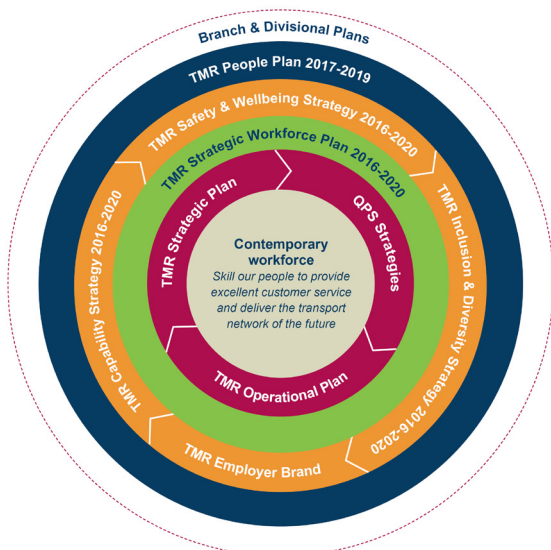 Branch & Divisional Plans
TMR People Plan 2017-2019
TMR Safety & Wellbeing Strategy 2016-2020
TMR Inclusion & Diversity Strategy 2016-2020
TMR Employer Brand
TMR Capability Strategy 2016-2020
TMR Strategic Workforce Plan 2016-2020
TMR Strategic Plan
QPS Strategies
TMR Operational Plan
Contemporary
workforce
Skill our people to provide
excellent customer service
and deliver the transport
network of the future